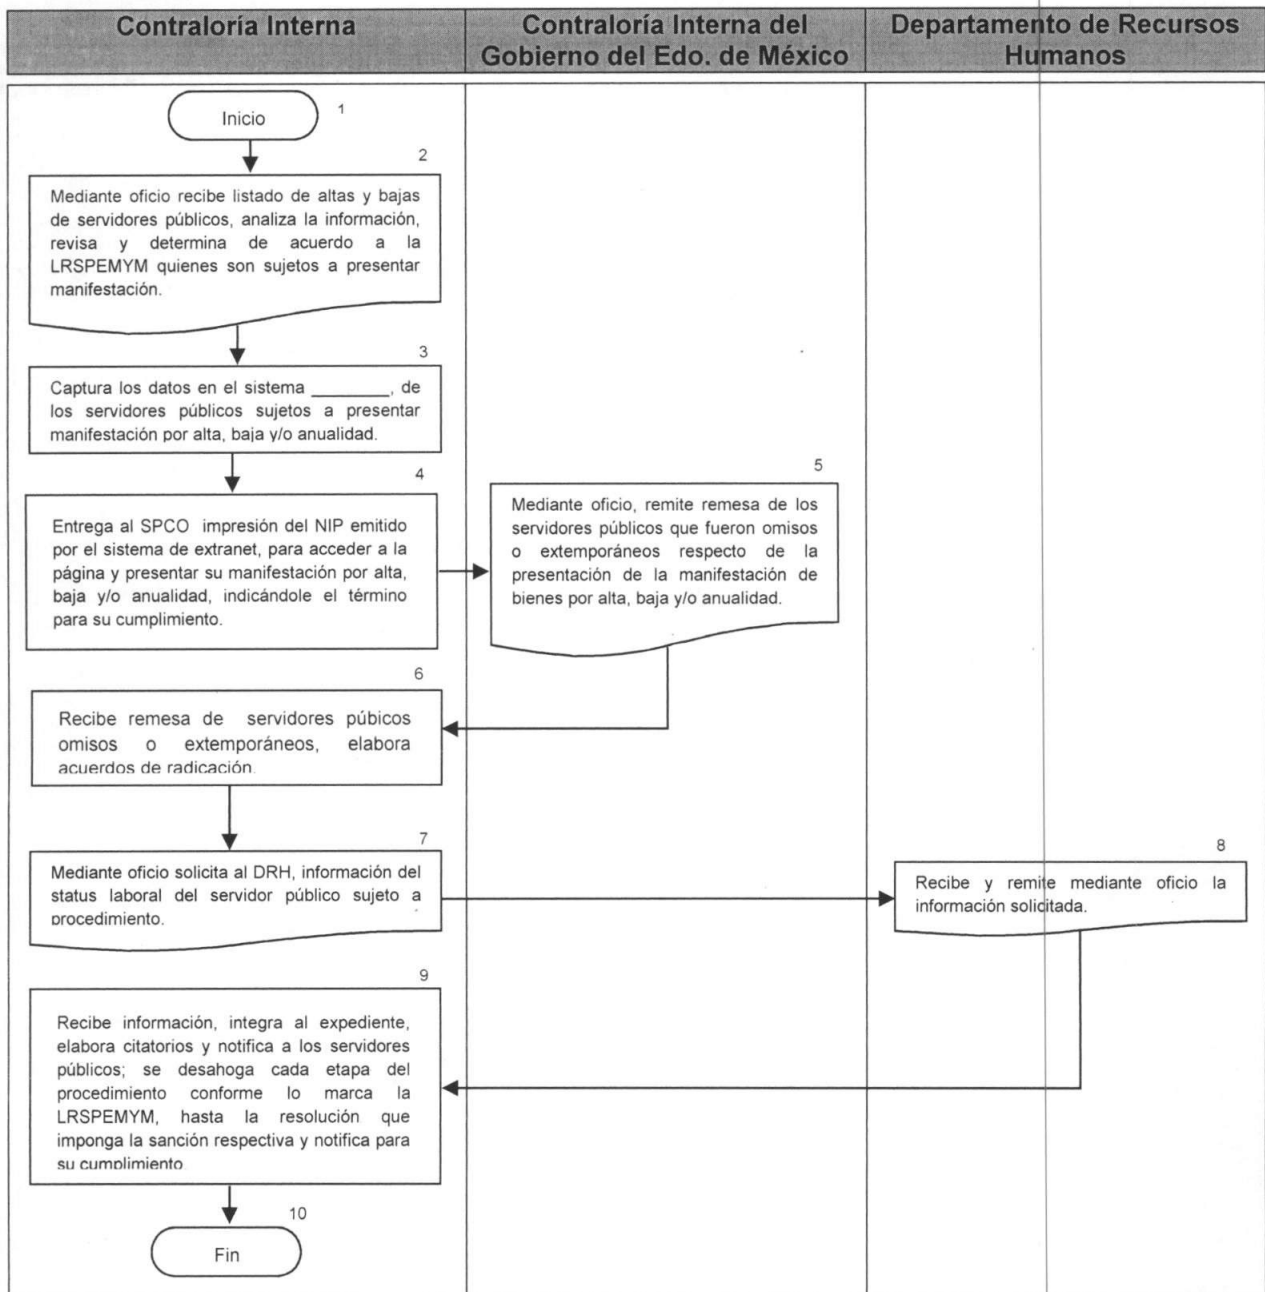 Contraloría Interna
Contraloría Interna del
Gobierno del Edo. de México
Departamento de Recursos
Humanos
Inicio
1
2
Mediante oficio recibe listado de altas y bajas
de servidores públicos, analiza la información,
revisa y determina de acuerdo a la
LRSPEMYM quienes son sujetos a presentar
manifestación.
3
Captura los datos en el sistema ________, de
los servidores públicos sujetos a presentar
manifestación por alta, baja y/o anualidad.
4
Entrega al SPCO impresión del NIP emitido
por el sistema de extranet, para acceder a la
página y presentar su manifestación por alta,
baja y/o anualidad, indicándole el término
para su cumplimiento.
5
Mediante oficio, remite remesa de los
servidores públicos que fueron omisos
o extemporáneos respecto de la
presentación de la manifestación de
bienes por alta, baja y/o anualidad.
6
Recibe remesa de servidores púbicos
omisos o extemporáneos, elabora
acuerdos de radicación.
7
Mediante oficio solicita al DRH, información del
status laboral del servidor público sujeto a
procedimiento.
8
Recibe y remite mediante oficio la
información solicitada.
9
Recibe información, integra al expediente,
elabora citatorios y notifica a los servidores
públicos; se desahoga cada etapa del
procedimiento conforme lo marca la
LRSPEMYM, hasta la resolución que
imponga la sanción respectiva y notifica para
su cumplimiento.
10
Fin